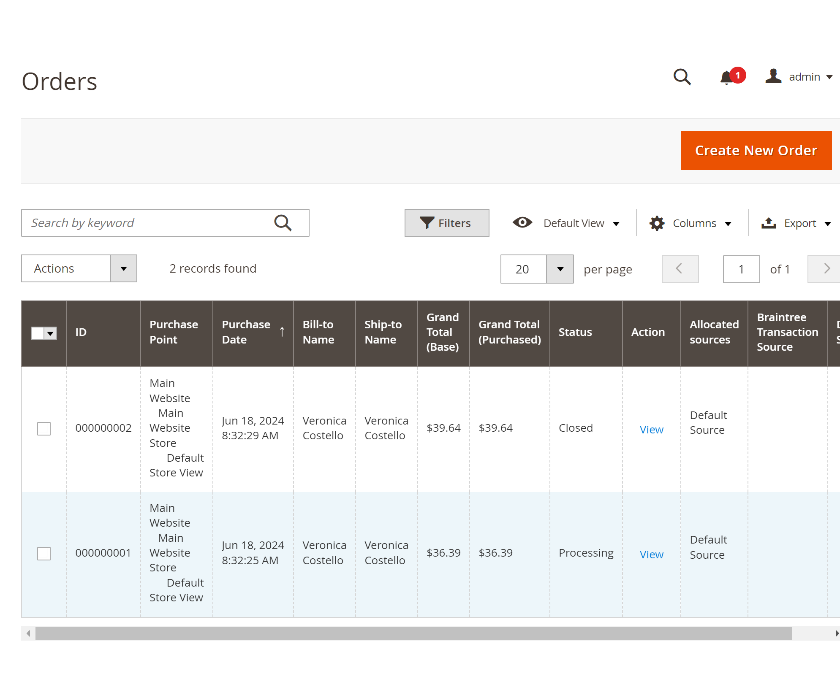 Orders
1
admin
Create New Order
Search by keyword
Filters
Default View
Columns
Export
Actions
2 records found
20
per page
1
of 1
ID
Purchase
Point
Purchase
Date
↑
Bill-to
Name
Ship-to
Name
Grand
Total
(Base)
Grand Total
(Purchased)
Status
Action
Allocated
sources
Braintree
Transaction
Source
000000002
Main
Website
Main
Website
Store
Default
Store View
Jun 18, 2024
8:32:29 AM
Veronica
Costello
Veronica
Costello
$39.64
$39.64
Closed
View
Default
Source
000000001
Main
Website
Main
Website
Store
Default
Store View
Jun 18, 2024
8:32:25 AM
Veronica
Costello
Veronica
Costello
$36.39
$36.39
Processing
View
Default
Source